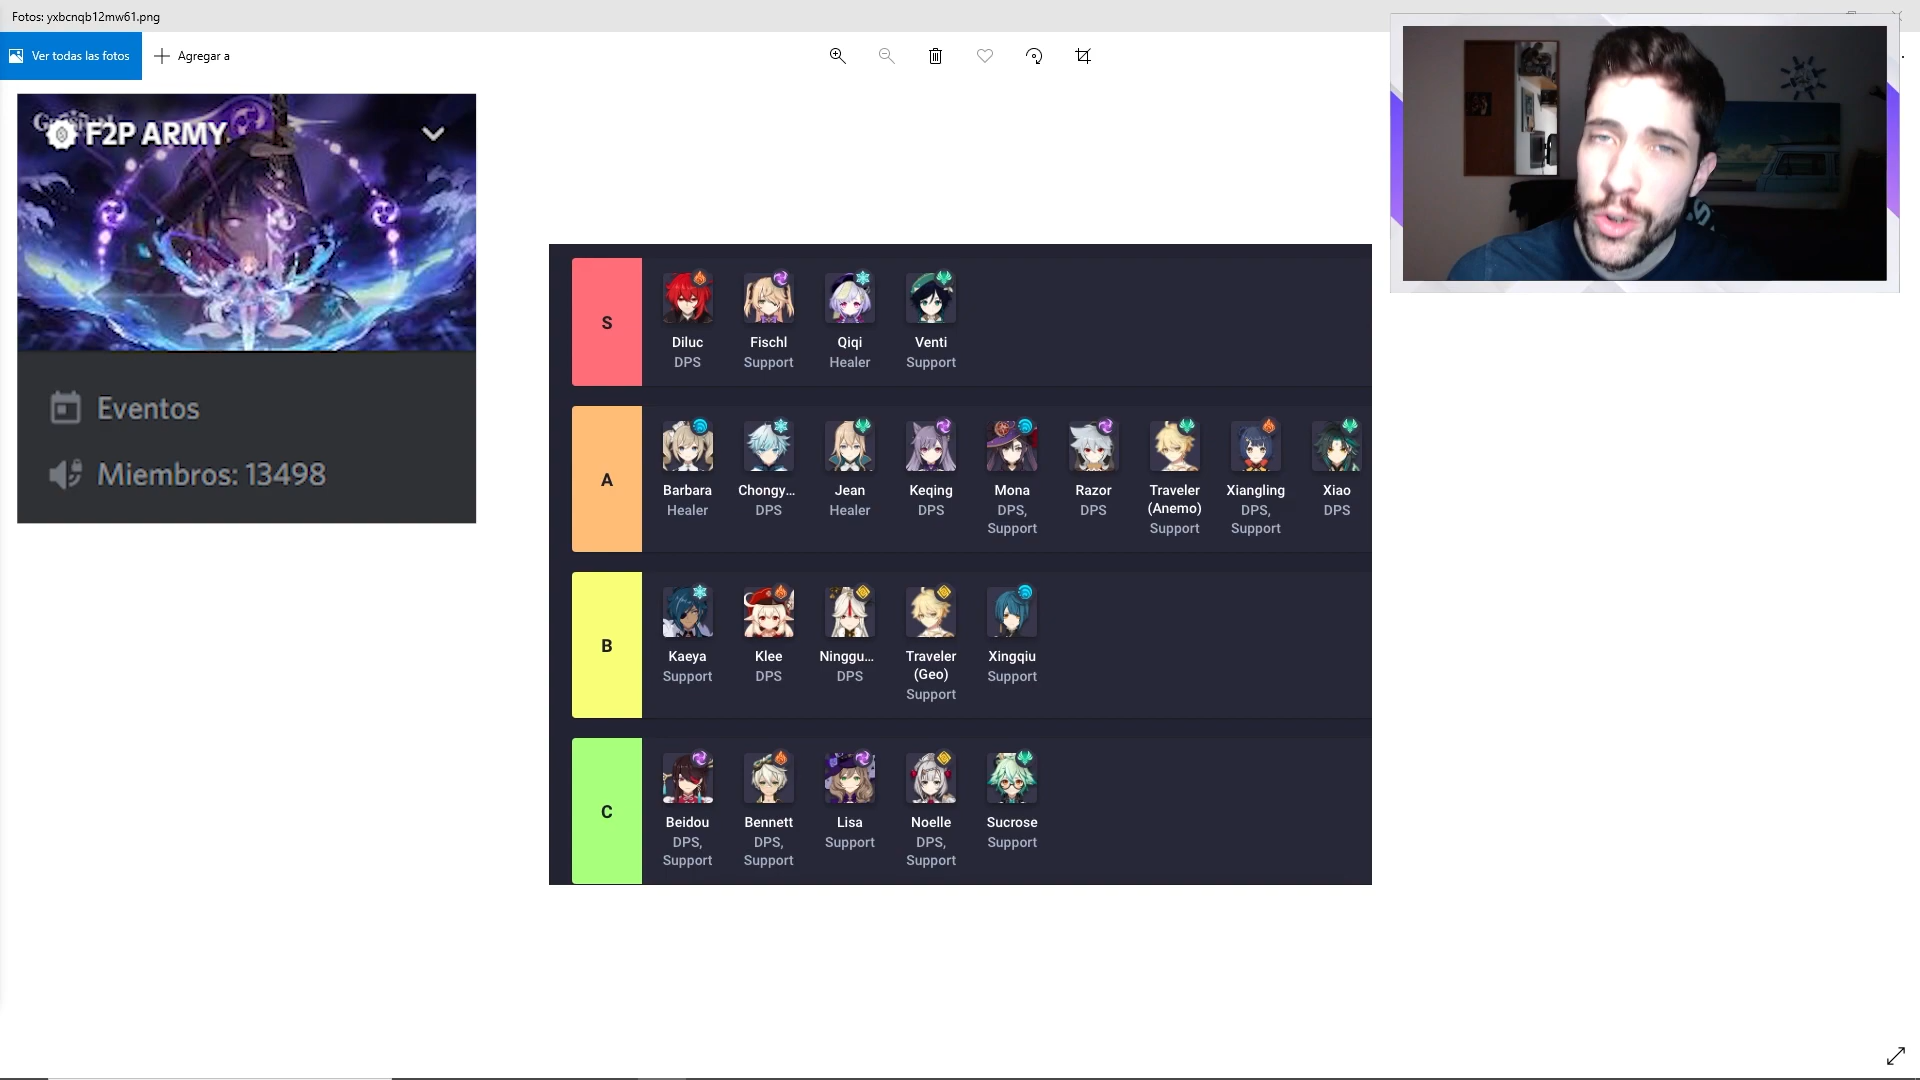 Fotos: yxbcnqb12mw61.png
Ver todas las fotos
Agregar a
F2P ARMY
Eventos
Miembros: 13498
S
Diluc
DPS
Fischl
Support
Qiqi
Healer
Venti
Support
A
Barbara
Healer
Chongy...
DPS
Jean
Healer
Keqing
DPS
Mona
DPS,
Support
Razor
DPS
Traveler
(Anemo)
Support
Xiangling
DPS,
Support
Xiao
DPS
B
Kaeya
Support
Klee
DPS
Ninggu...
DPS
Traveler
(Geo)
Support
Xingqiu
Support
C
Beidou
DPS,
Support
Bennett
DPS,
Support
Lisa
Support
Noelle
DPS,
Support
Sucrose
Support